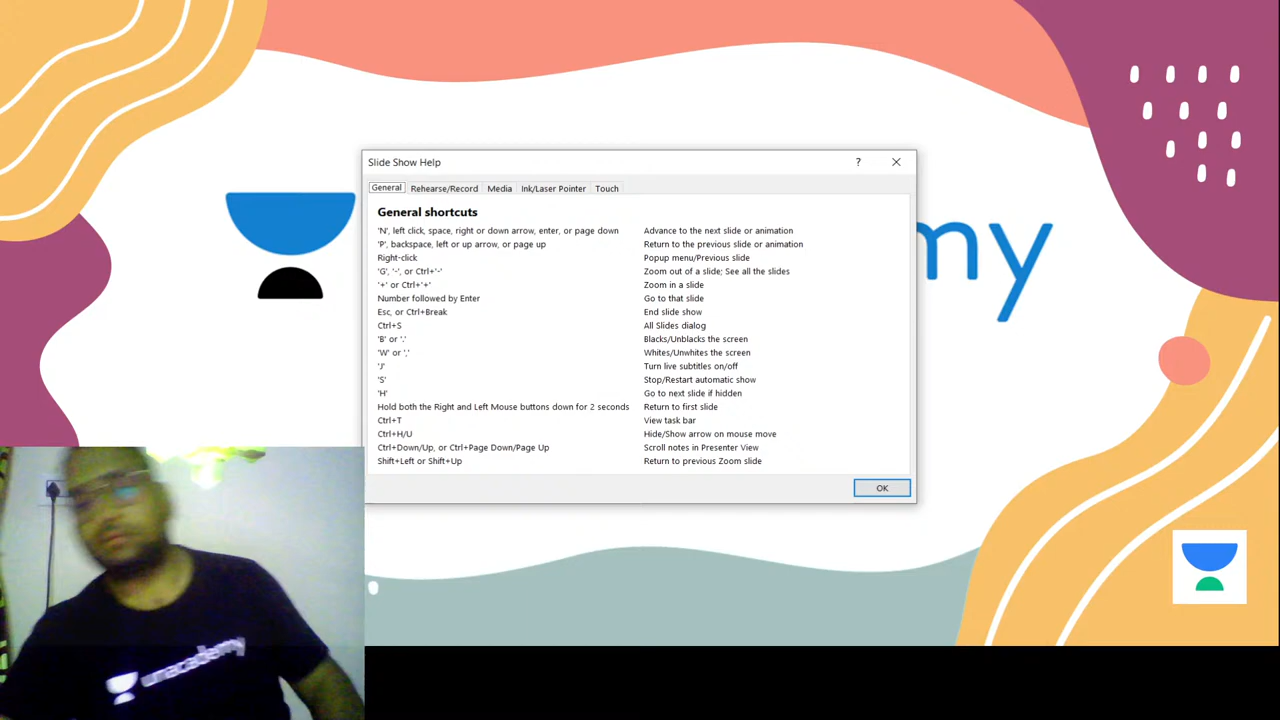 Slide Show Help
?
General Rehearse/Record Media Ink/Laser Pointer Touch
General shortcuts
'N', left click, space, right or down arrow, enter, or page down Advance to the next slide or animation
'P', backspace, left or up arrow, or page up Return to the previous slide or animation
Right-click Popup menu/Previous slide
'G', '-', or Ctrl+'-' Zoom out of a slide; See all the slides
'+' or Ctrl+'+' Zoom in a slide
Number followed by Enter Go to that slide
Esc, or Ctrl+Break End slide show
Ctrl+S All Slides dialog
'B' or '.' Blacks/Unblacks the screen
'W' or ',' Whites/Unwhites the screen
'J' Turn live subtitles on/off
'S' Stop/Restart automatic show
'H' Go to next slide if hidden
Hold both the Right and Left Mouse buttons down for 2 seconds Return to first slide
Ctrl+T View task bar
Ctrl+H/U Hide/Show arrow on mouse move
Ctrl+Down/Up, or Ctrl+Page Down/Page Up Scroll notes in Presenter View
Shift+Left or Shift+Up Return to previous Zoom slide
OK
my
unacademy